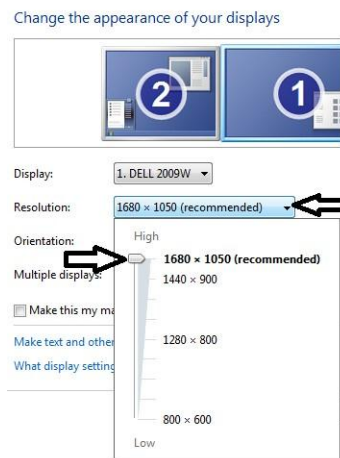 Change the appearance of your displays
2
1
Display:
1. DELL 2009W
Resolution:
1680 × 1050 (recommended)
Orientation:
High
1680 × 1050 (recommended)
Multiple displays:
1440 × 900
Make this my ma
1280 × 800
Make text and other
What display setting
800 × 600
Low